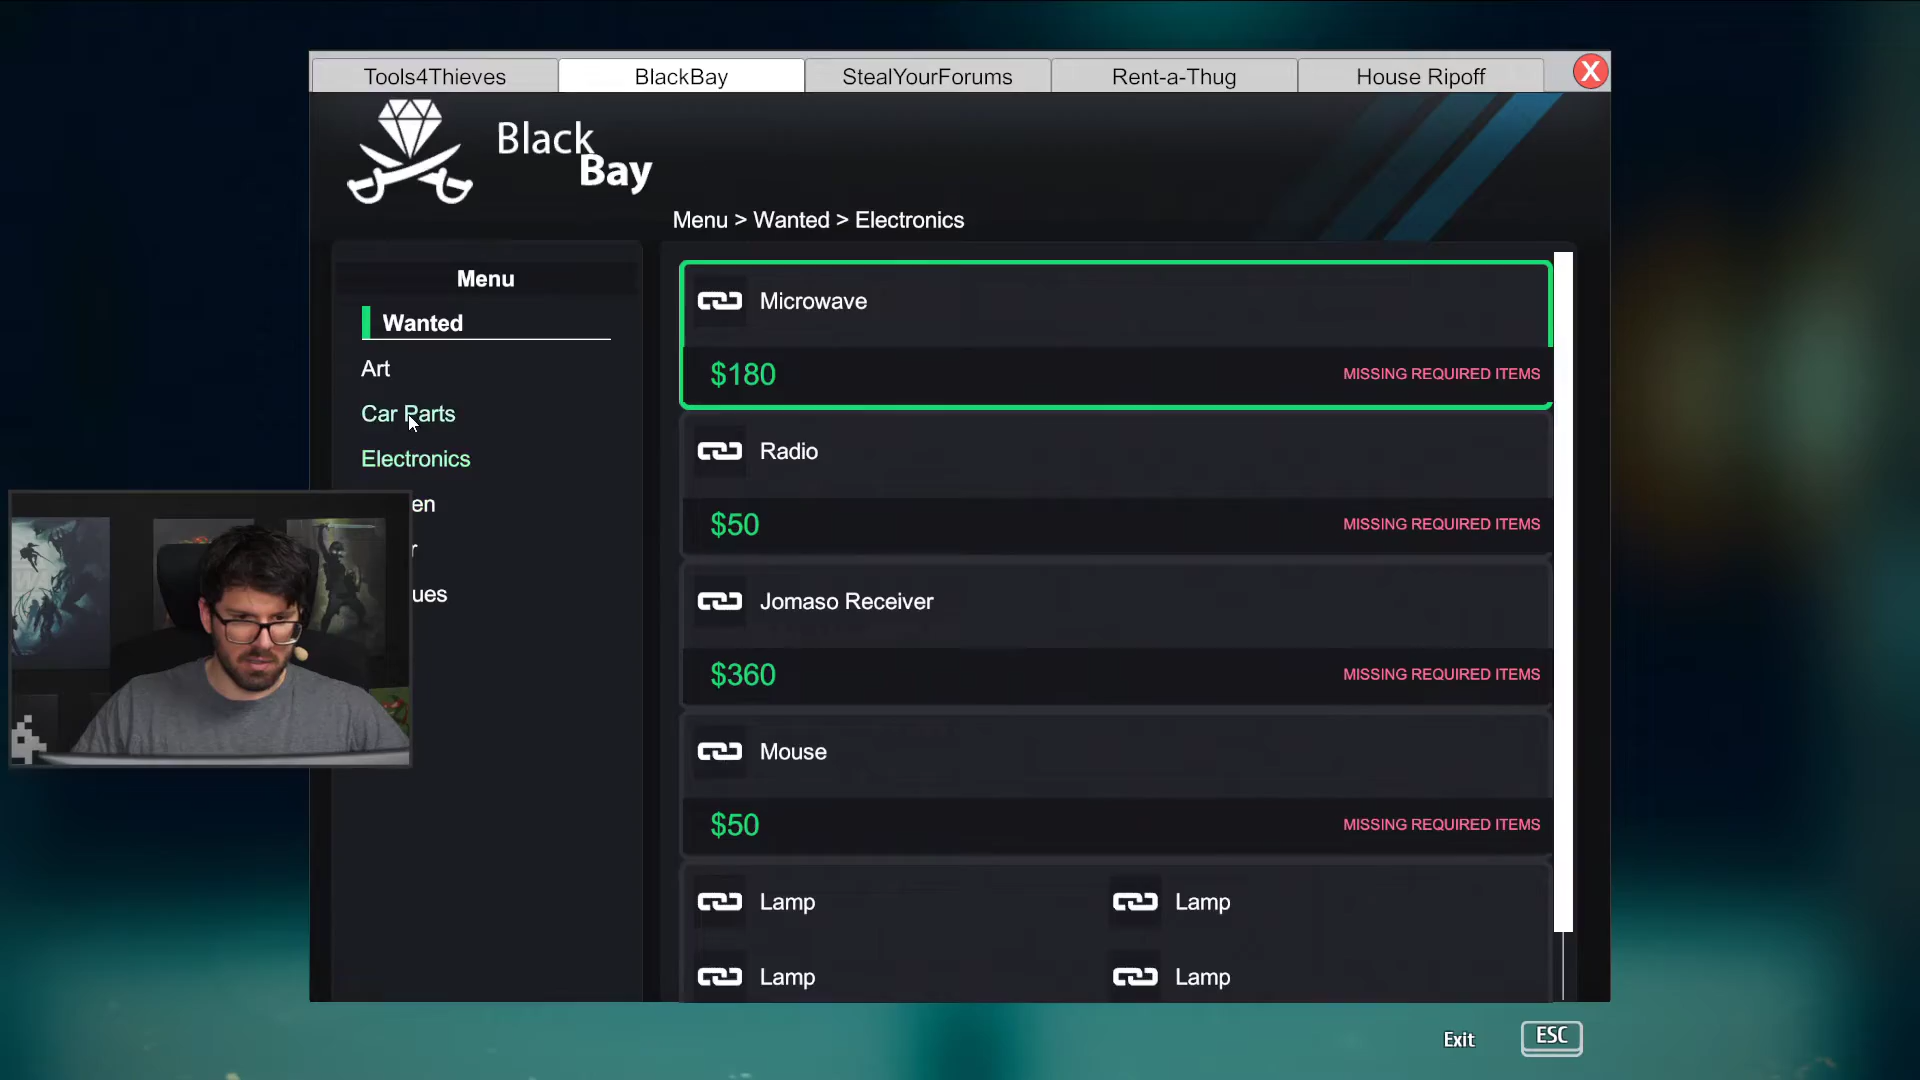 Tools4Thieves BlackBay StealYourForums Rent-a-Thug House Ripoff X
Black
Bay
Menu > Wanted > Electronics
Menu
Wanted
Art
Car Parts
Electronics
en
r
ues
Microwave
$180 MISSING REQUIRED ITEMS
Radio
$50 MISSING REQUIRED ITEMS
Jomaso Receiver
$360 MISSING REQUIRED ITEMS
Mouse
$50 MISSING REQUIRED ITEMS
Lamp Lamp
Lamp Lamp
Exit ESC